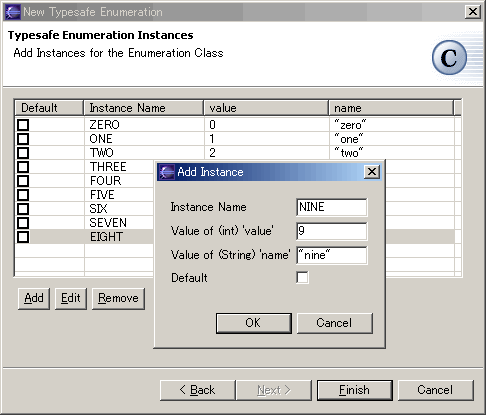 New Typesafe Enumeration
Typesafe Enumeration Instances
Add Instances for the Enumeration Class
C
Default Instance Name value name
ZERO 0 "zero"
ONE 1 "one"
TWO 2 "two"
THREE
FOUR
FIVE
SIX
SEVEN
EIGHT
Add Instance
Instance Name NINE
Value of (int) 'value' 9
Value of (String) 'name' "nine"
Default
OK Cancel
Add Edit Remove
< Back Next > Finish Cancel